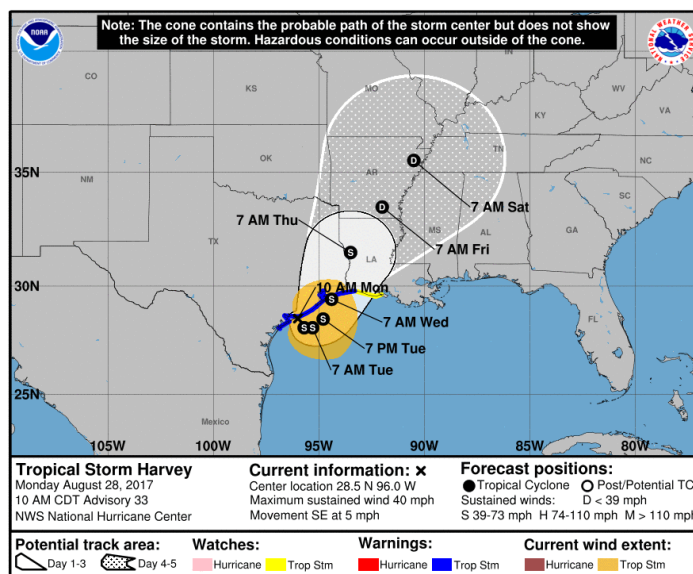 Note: The cone contains the probable path of the storm center but does not show
the size of the storm. Hazardous conditions can occur outside of the cone.
NOAA
NATIONAL WEATHER SERVICE
CO
KS
MO
IN
WV
KY
VA
35N
OK
AR
TN
NC
NM
7 AM Sat
SC
D
D
7 AM Thu
7 AM Fri
MS
AL
GA
TX
S
LA
30N
10 AM Mon
S
7 AM Wed
FL
S
7 PM Tue
S
S
7 AM Tue
25N
Mexico
105W
100W
95W
90W
85W
80W
Tropical Storm Harvey
Monday August 28, 2017
10 AM CDT Advisory 33
NWS National Hurricane Center
Current information: ×
Center location 28.5 N 96.0 W
Maximum sustained wind 40 mph
Movement SE at 5 mph
Forecast positions:
Tropical Cyclone Post/Potential TC
Sustained winds: D < 39 mph
S 39-73 mph H 74-110 mph M > 110 mph
Potential track area:
Day 1-3 Day 4-5
Watches:
Hurricane Trop Stm
Warnings:
Hurricane Trop Stm
Current wind extent:
Hurricane Trop Stm